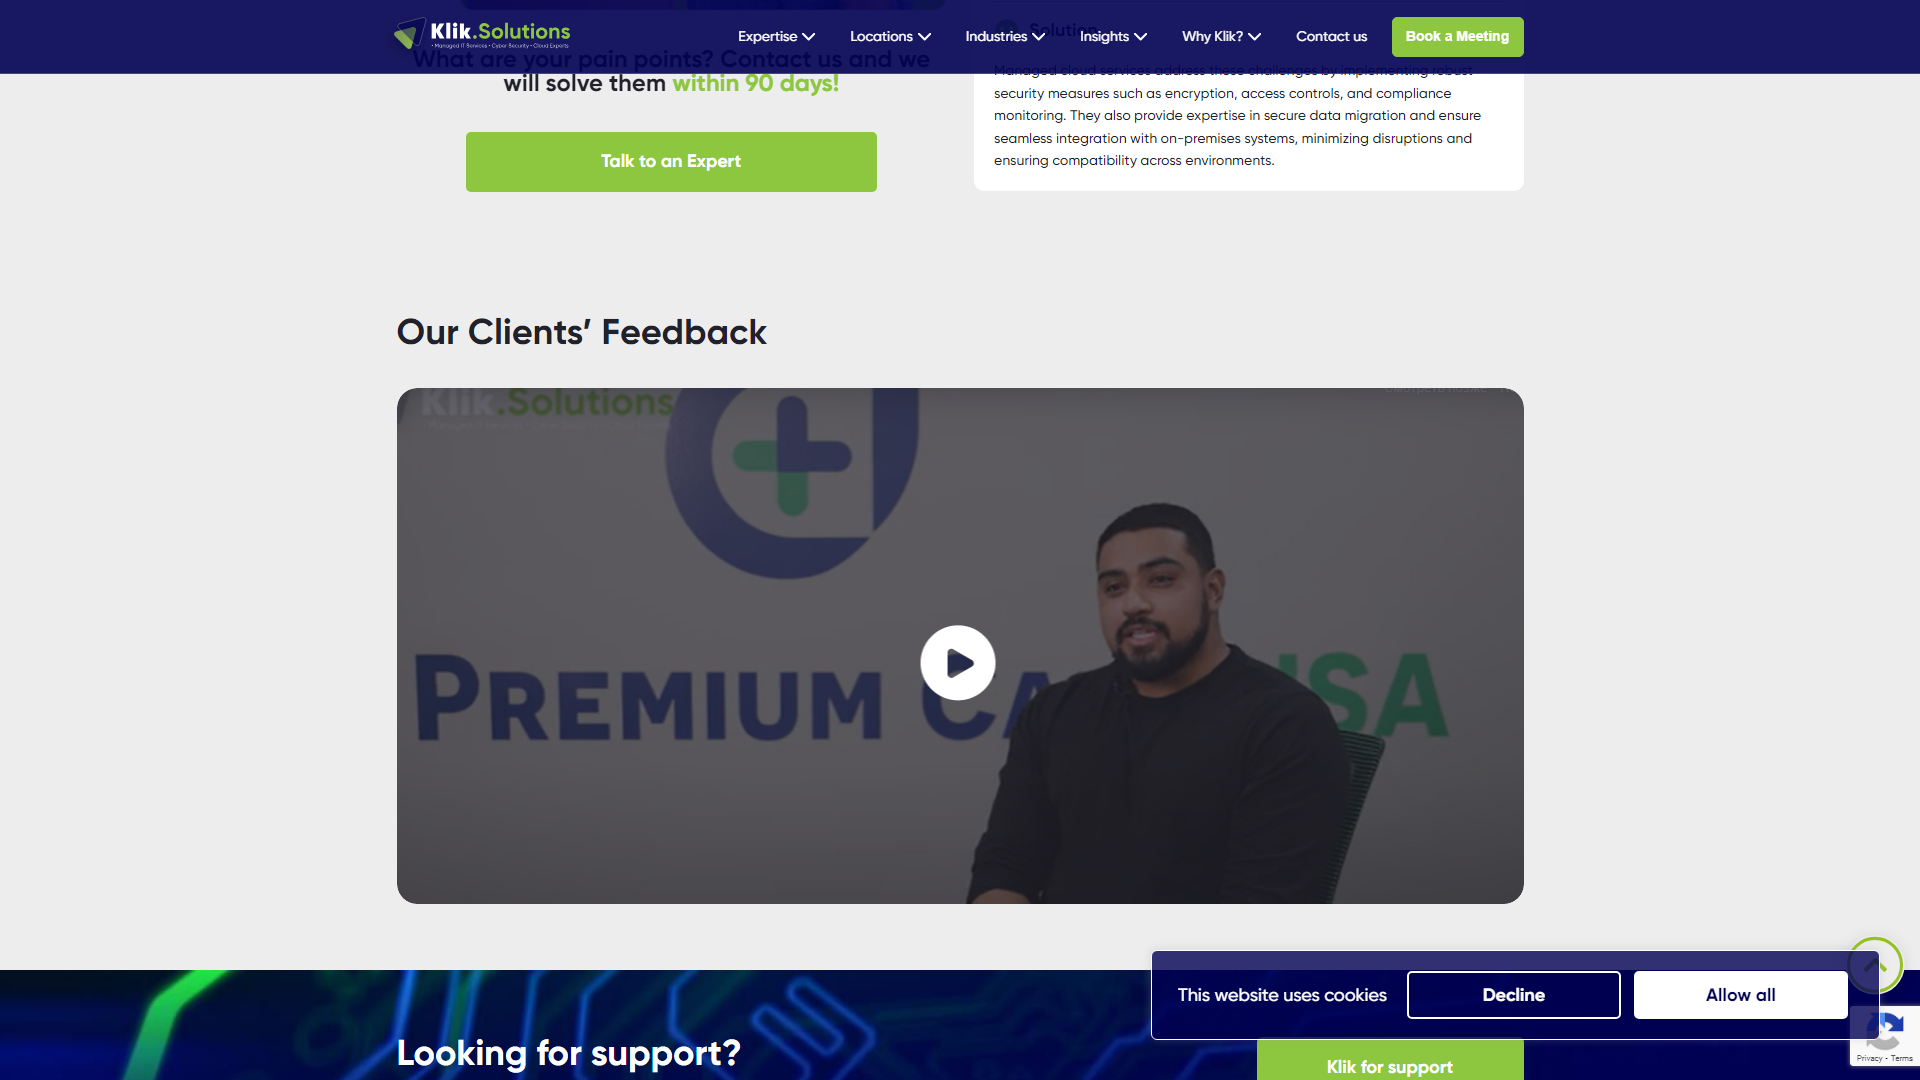 Klik.Solutions
• Managed IT Services • Cyber Security • Cloud Experts
Expertise
Locations
Industries
Insights
Why Klik?
Contact us
Book a Meeting
What are your pain points? Contact us and we
will solve them within 90 days!
Talk to an Expert
Solution
Managed cloud services address these challenges by implementing robust
security measures such as encryption, access controls, and compliance
monitoring. They also provide expertise in secure data migration and ensure
seamless integration with on-premises systems, minimizing disruptions and
ensuring compatibility across environments.
Our Clients’ Feedback
Klik.Solutions
PREMIUM CA
USA
This website uses cookies
Decline
Allow all
Looking for support?
Klik for support
Privacy - Terms